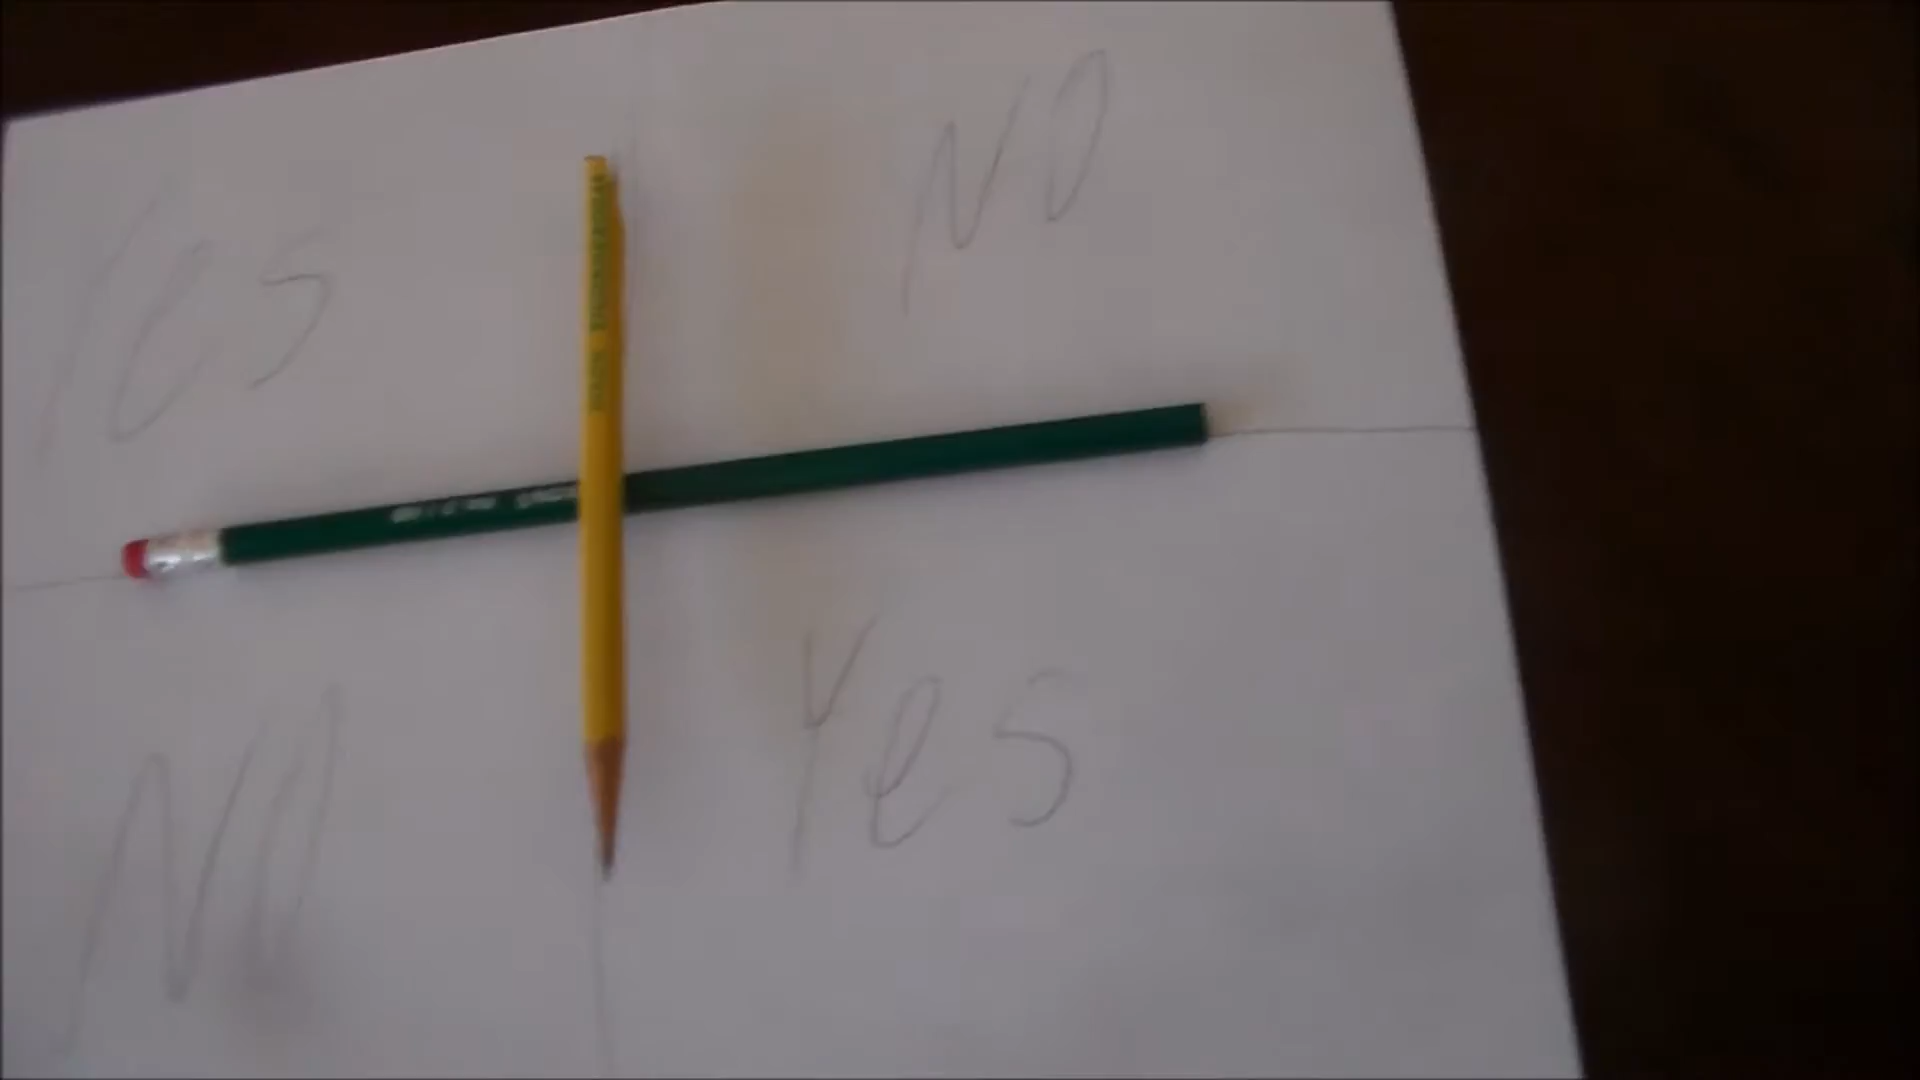 Yes NO
NO Yes